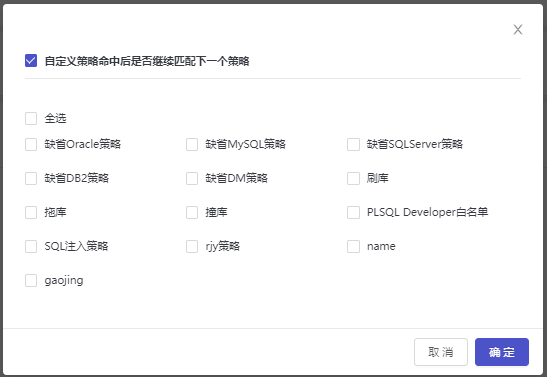 自定义策略命中后是否继续匹配下一个策略
全选
缺省Oracle策略 缺省MySQL策略 缺省SQLServer策略
缺省DB2策略 缺省DM策略 刷库
拖库 撞库 PLSQL Developer白名单
SQL注入策略 rjy策略 name
gaojing
取消 确定